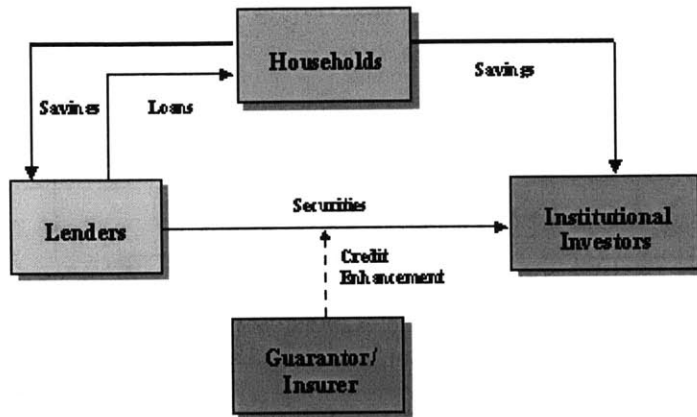 Households
Savings
Loans
Savings
Lenders
Securities
Institutional
Investors
Credit
Enhancement
Guarantor/
Insurer